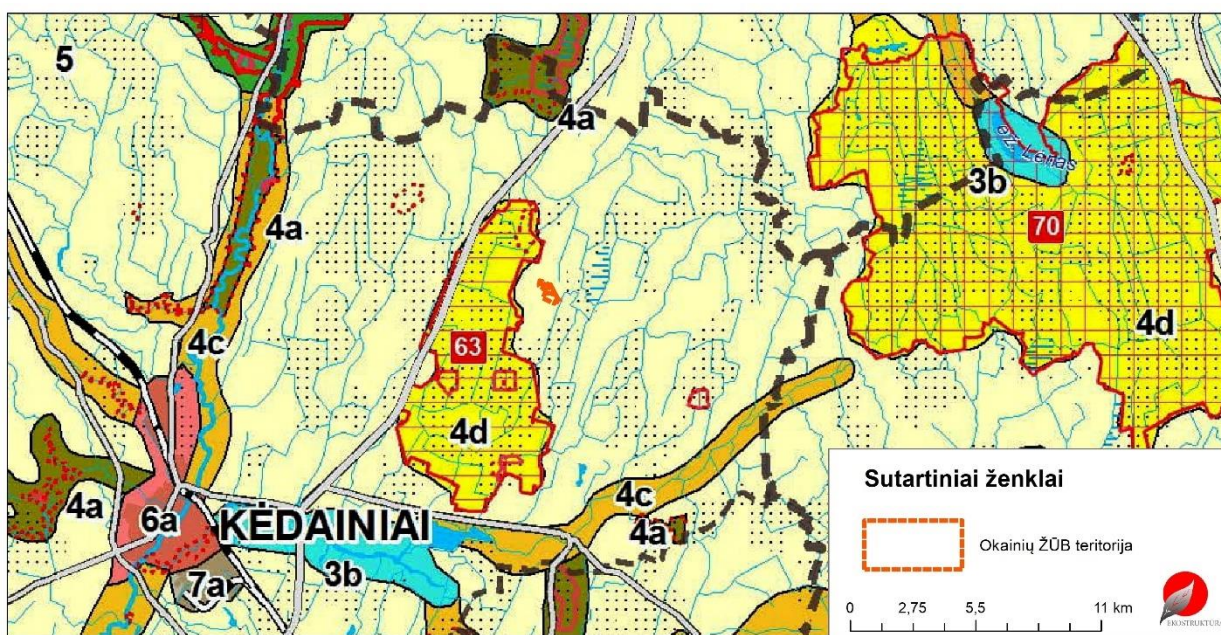 5
4a
3b
70
4a
4c
63
4d
4d
4c
4a
6a
KĖDAINIAI
4a
7a
3b
Sutartiniai ženklai
Okainių ŽŪB teritorija
0 2,75 5,5 11 km
EKOSTRUKTŪRA